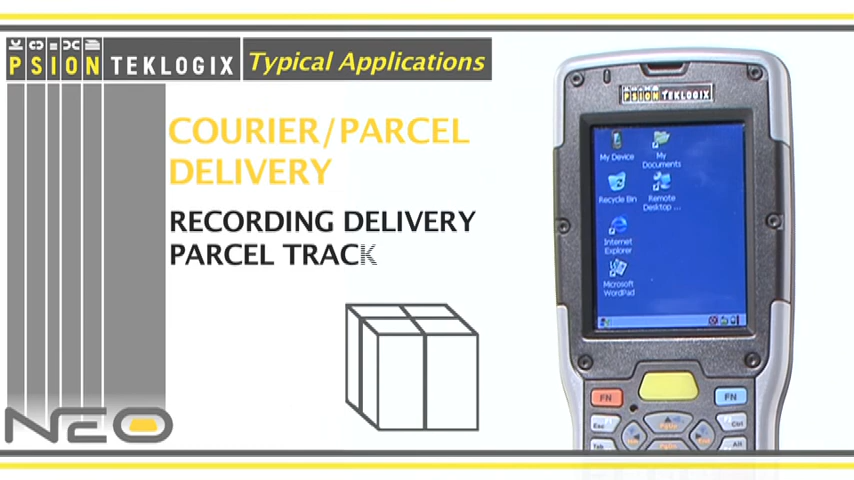 PSION TEKLOGIX Typical Applications
COURIER/PARCEL
DELIVERY
RECORDING DELIVERY
PARCEL TRACK
NEO
PSION TEKLOGIX
My Device
My Documents
Recycle Bin
Remote Desktop ...
Internet Explorer
Microsoft WordPad
FN
FN
Esc
Ctrl
Tab
Alt